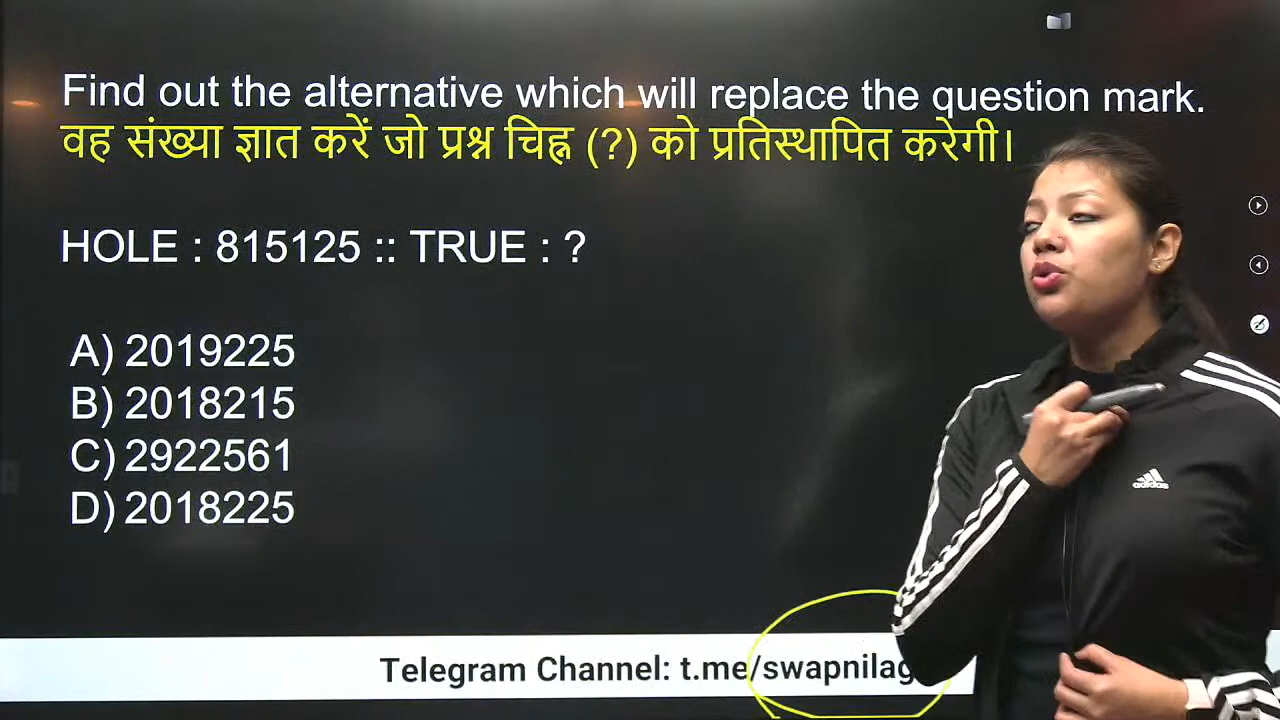 Find out the alternative which will replace the question mark.
वह संख्या ज्ञात करें जो प्रश्न चिह्न (?) को प्रतिस्थापित करेगी।
HOLE : 815125 :: TRUE : ?
A) 2019225
B) 2018215
C) 2922561
D) 2018225
adidas
Telegram Channel: t.me/swapnilag